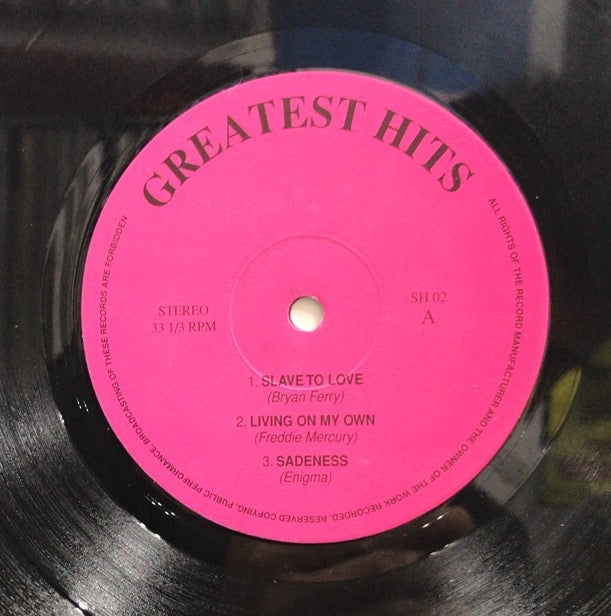 GREATEST HITS
STEREO
33 1/3 RPM
SH 02
A
1. SLAVE TO LOVE
(Bryan Ferry)
2. LIVING ON MY OWN
(Freddie Mercury)
3. SADENESS
(Enigma)
ALL RIGHTS OF THE RECORD MANUFACTURER AND THE OWNER OF THE WORK RECORDED. RESERVED COPYING, PUBLIC PERFORMANCE, BROADCASTING OF THESE RECORDS ARE FORBIDDEN